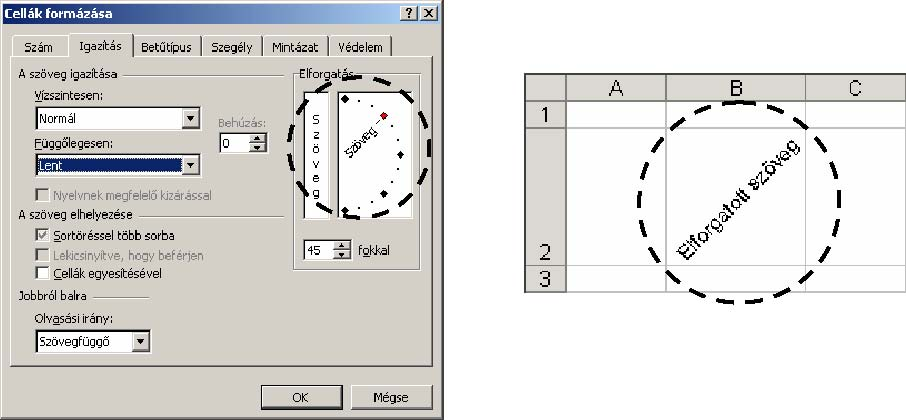 Cellák formázása
Szám Igazítás Betűtípus Szegély Mintázat Védelem
A szöveg igazítása
Vízszintesen:
Normál
Behúzás:
0
Függőlegesen:
Lent
Nyelvnek megfelelő kizárással
A szöveg elhelyezése
Sortöréssel több sorba
Lekicsinyítve, hogy beférjen
Cellák egyesítésével
Jobbról balra
Olvasási irány:
Szövegfüggő
Elforgatás
Szöveg
Szöveg
45 fokkal
OK Mégse
A B C
1
2
3
Elforgatott szöveg